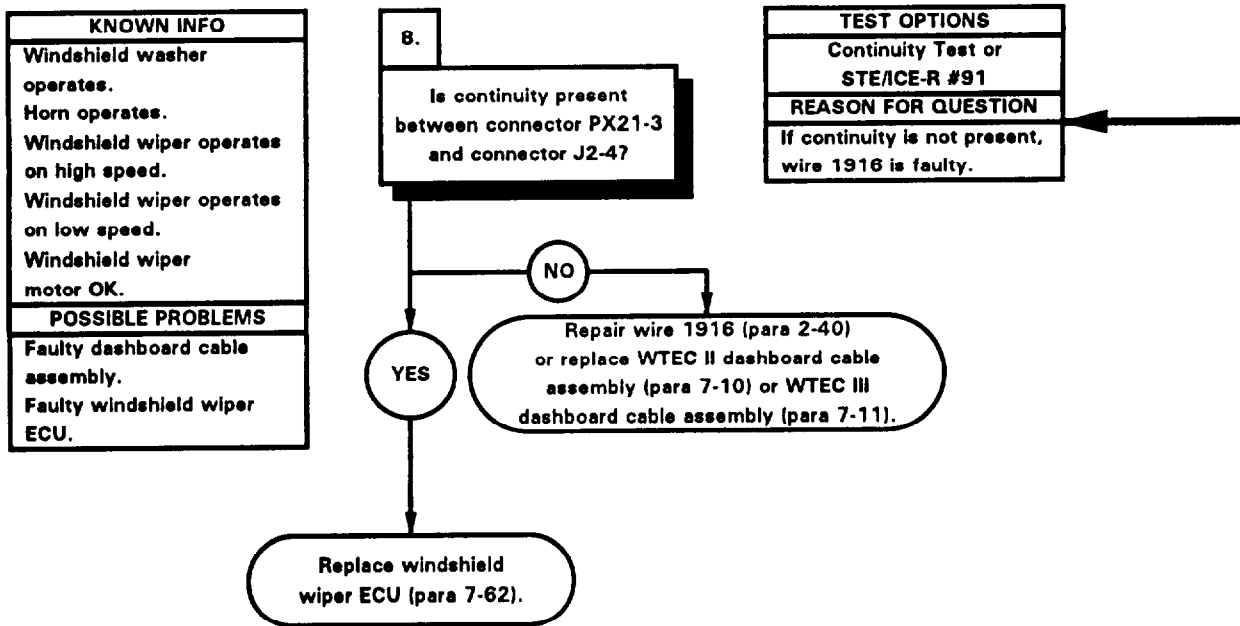 KNOWN INFO
Windshield washer
operates.
Horn operates.
Windshield wiper operates
on high speed.
Windshield wiper operates
on low speed.
Windshield wiper
motor OK.
POSSIBLE PROBLEMS
Faulty dashboard cable
assembly.
Faulty windshield wiper
ECU.
8.
Is continuity present
between connector PX21-3
and connector J2-4?
TEST OPTIONS
Continuity Test or
STE/ICE-R #91
REASON FOR QUESTION
If continuity is not present,
wire 1916 is faulty.
NO
Repair wire 1916 (para 2-40)
or replace WTEC II dashboard cable
assembly (para 7-10) or WTEC III
dashboard cable assembly (para 7-11).
YES
Replace windshield
wiper ECU (para 7-62).